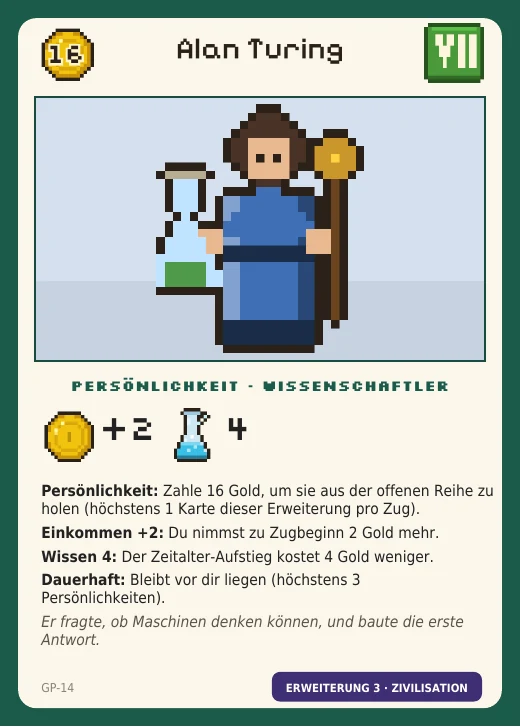 16
Alan Turing
VII
PERSÖNLICHKEIT - WISSENSCHAFTLER
+2
4
Persönlichkeit: Zahle 16 Gold, um sie aus der offenen Reihe zu
holen (höchstens 1 Karte dieser Erweiterung pro Zug).
Einkommen +2: Du nimmst zu Zugbeginn 2 Gold mehr.
Wissen 4: Der Zeitalter-Aufstieg kostet 4 Gold weniger.
Dauerhaft: Bleibt vor dir liegen (höchstens 3
Persönlichkeiten).
Er fragte, ob Maschinen denken können, und baute die erste
Antwort.
GP-14
ERWEITERUNG 3 · ZIVILISATION